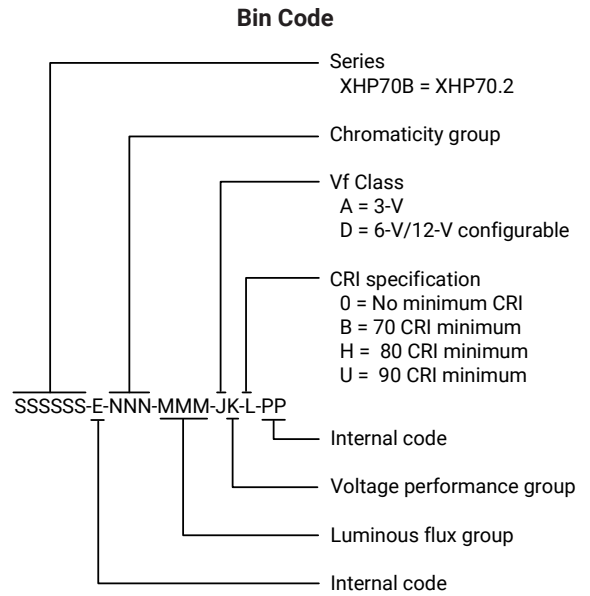 Bin Code
Series
XHP70B = XHP70.2
Chromaticity group
Vf Class
A = 3-V
D = 6-V/12-V configurable
CRI specification
0 = No minimum CRI
B = 70 CRI minimum
H = 80 CRI minimum
U = 90 CRI minimum
SSSSSS-E-NNN-MMM-JK-L-PP
Internal code
Voltage performance group
Luminous flux group
Internal code